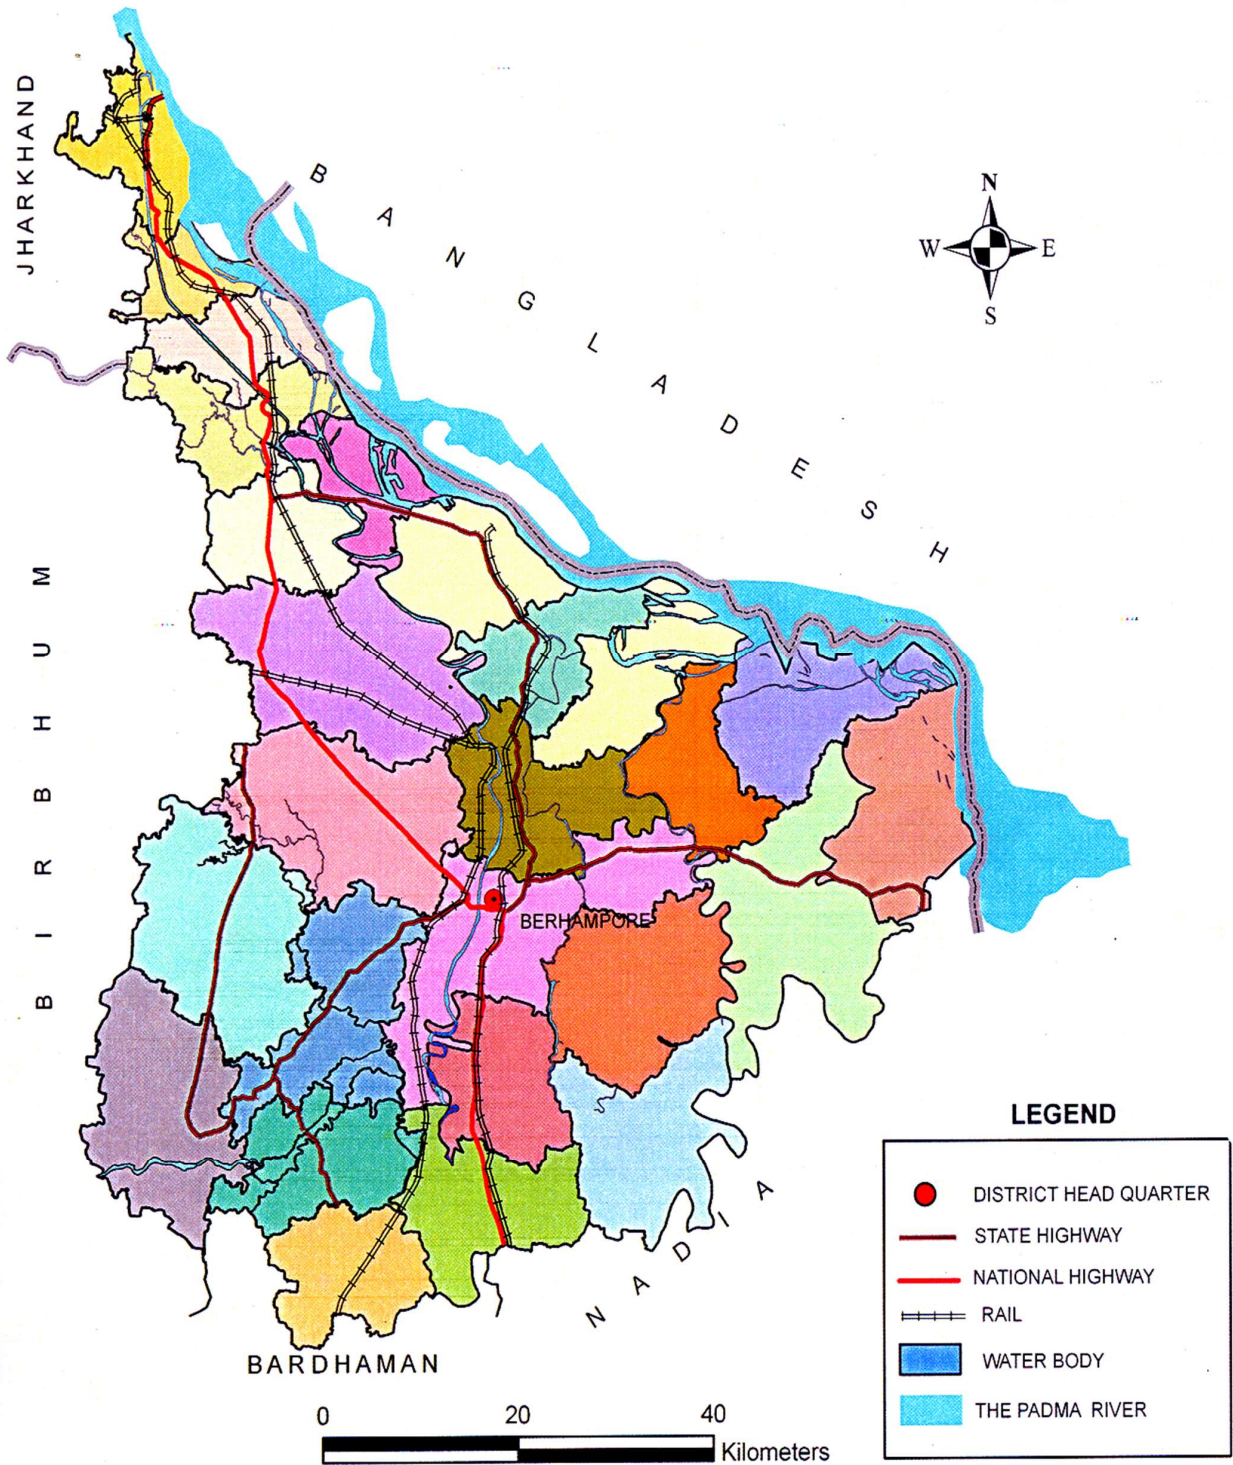 JHARKHAND
BANGLADESH
N
W E
S
BIRBHUM
BERHAMPORE
NADIA
BARDHAMAN
LEGEND
DISTRICT HEAD QUARTER
STATE HIGHWAY
NATIONAL HIGHWAY
RAIL
WATER BODY
THE PADMA RIVER
0 20 40
Kilometers